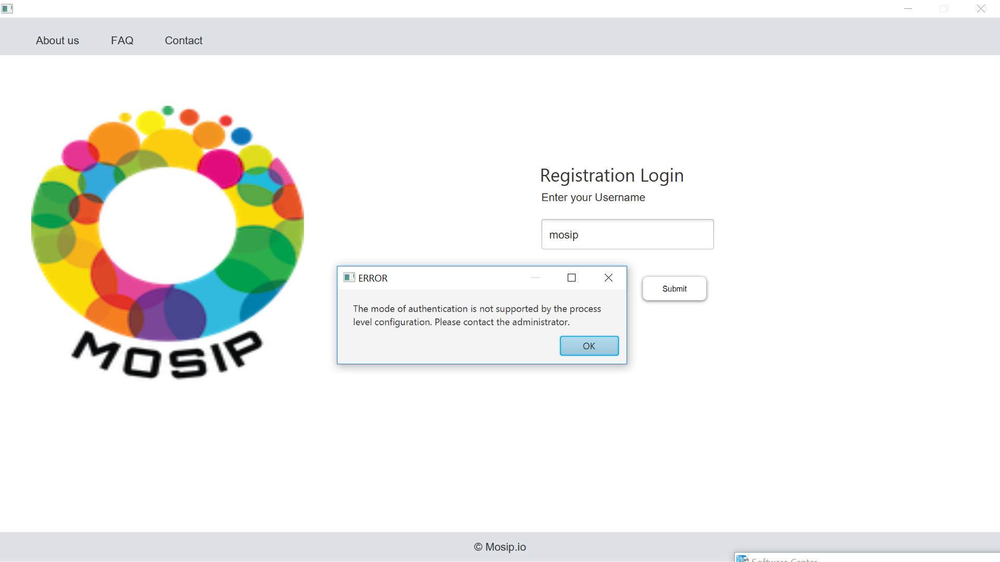 About us
FAQ
Contact
MOSIP
Registration Login
Enter your Username
mosip
Submit
ERROR
The mode of authentication is not supported by the process
level configuration. Please contact the administrator.
OK
© Mosip.io
Software Center